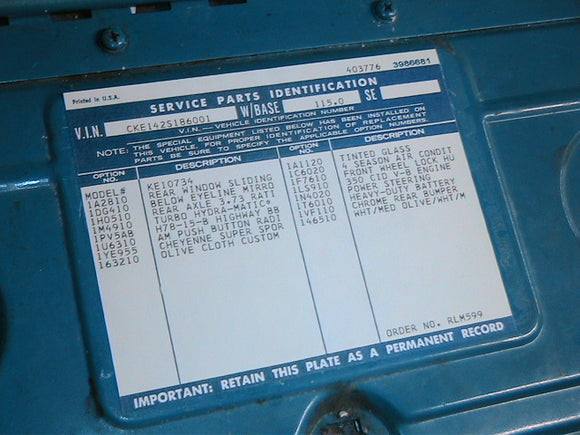 403776 3986681
Printed in U.S.A.
SERVICE PARTS IDENTIFICATION
V.I.N. CKE142S186001 W/BASE 115.0 SE
V.I.N.—VEHICLE IDENTIFICATION NUMBER
NOTE: THE SPECIAL EQUIPMENT LISTED BELOW HAS BEEN INSTALLED ON
THIS VEHICLE. FOR PROPER IDENTIFICATION OF REPLACEMENT
PARTS BE SURE TO SPECIFY THE APPLICABLE OPTION NUMBER.
OPTION NO. DESCRIPTION OPTION NO. DESCRIPTION
MODEL# KE10734
1A2810 REAR WINDOW SLIDING
1DG410 BELOW EYELINE MIRRO
1H0510 REAR AXLE 3.73 RATI
1M4910 TURBO HYDRA-MATIC*
1PV5AB H78-15-B HIGHWAY BB
1U6310 AM PUSH BUTTON RADI
1YE955 CHEYENNE SUPER SPOR
163210 OLIVE CLOTH CUSTOM
1A1120 TINTED GLASS
1C6020 4 SEASON AIR CONDIT
1F7610 FRONT WHEEL LOCK HU
1LS910 350 CID V-8 ENGINE
1N4020 POWER STEERING
1T6010 HEAVY-DUTY BATTERY
1VF110 CHROME REAR BUMPER
146510 WHT/MED OLIVE/WHT/M
ORDER NO. RLM599
IMPORTANT: RETAIN THIS PLATE AS A PERMANENT RECORD